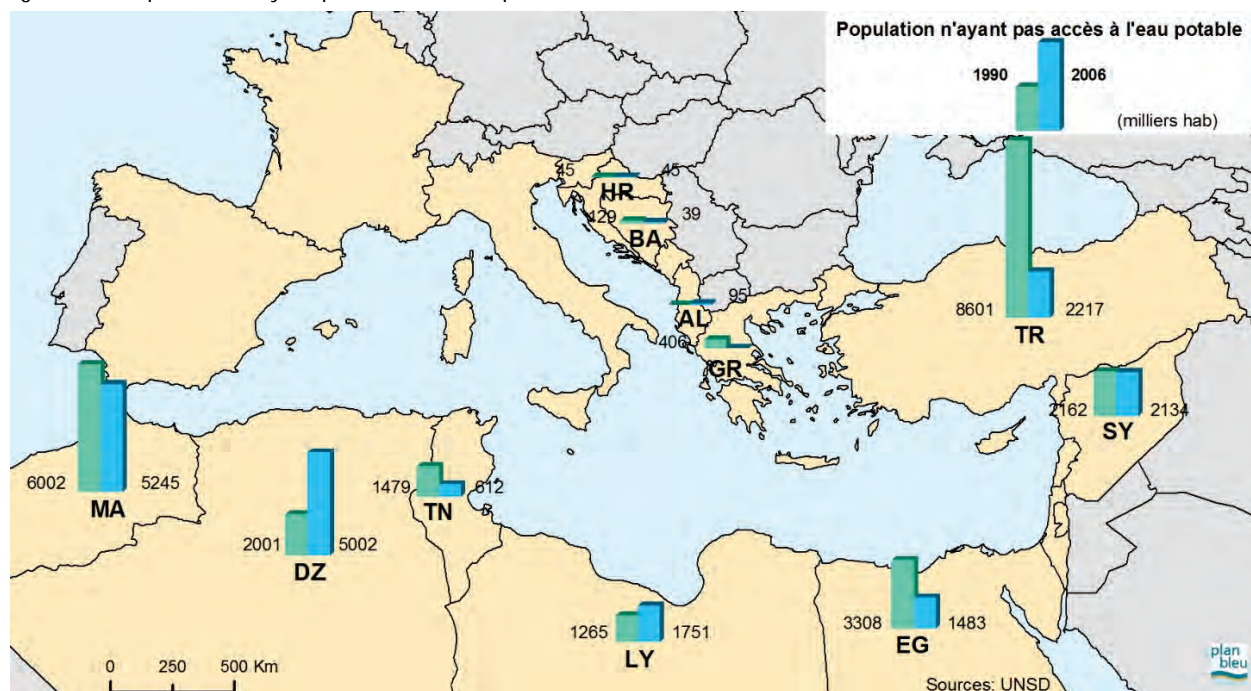 Population n'ayant pas accès à l'eau potable
1990 2006
(milliers hab)
45 45
HR
129 39
BA
95
AL
406
GR
8601 2217
TR
2162 2134
SY
6002 5245
MA
2001 5002
DZ
1479 612
TN
1265 1751
LY
3308 1483
EG
0 250 500 Km
plan
bleu
Sources: UNSD